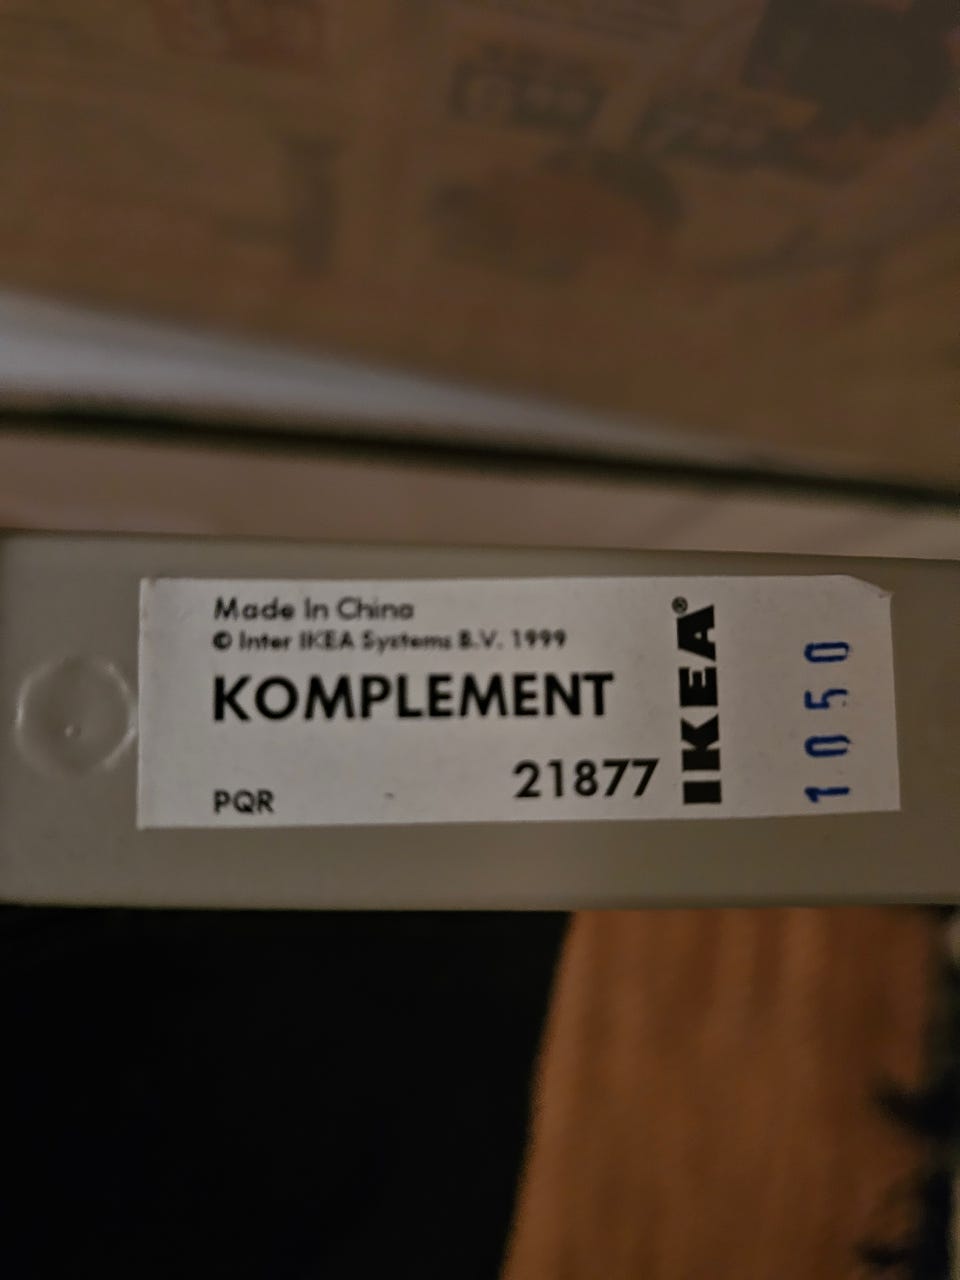 Made In China
© Inter IKEA Systems B.V. 1999
KOMPLEMENT
21877
PQR
IKEA®
1050